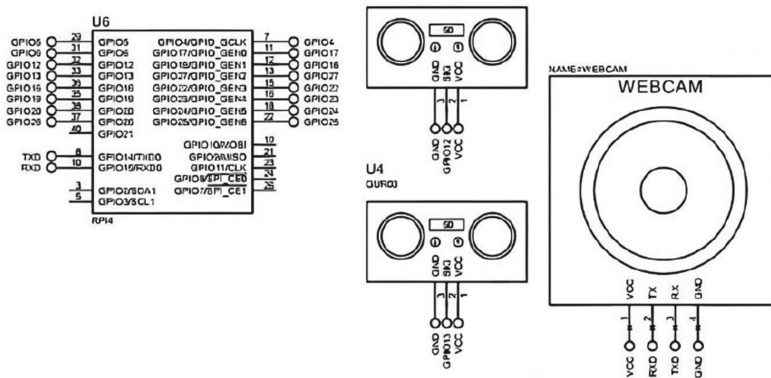 U6
GPIO5 29 GPIO5 GPIO4/GPIO_GCLK 7 GPIO4
GPIO6 31 GPIO6 GPIO17/GPIO_GEN0 11 GPIO17
GPIO12 32 GPIO12 GPIO18/GPIO_GEN1 12 GPIO18
GPIO13 33 GPIO13 GPIO27/GPIO_GEN2 13 GPIO27
GPIO16 36 GPIO16 GPIO22/GPIO_GEN3 15 GPIO22
GPIO19 35 GPIO19 GPIO23/GPIO_GEN4 16 GPIO23
GPIO20 38 GPIO20 GPIO24/GPIO_GEN5 18 GPIO24
GPIO26 37 GPIO26 GPIO25/GPIO_GEN6 22 GPIO25
40 GPIO21
GPIO10/MOSI 19
TXD 8 GPIO14/TXD0 GPIO9/MISO 21
RXD 10 GPIO15/RXD0 GPIO11/CLK 23
GPIO8/SPI_CE0 24
3 GPIO2/SDA1 GPIO7/SPI_CE1 26
5 GPIO3/SCL1
RPI4
GND SIG VCC
3 2 1
GND GPIO12 VCC
U4
GND SIG VCC
3 2 1
GND GPIO13 VCC
NAME=WEBCAM
WEBCAM
VCC TX RX GND
1 2 3 4
VCC RXD TXD GND